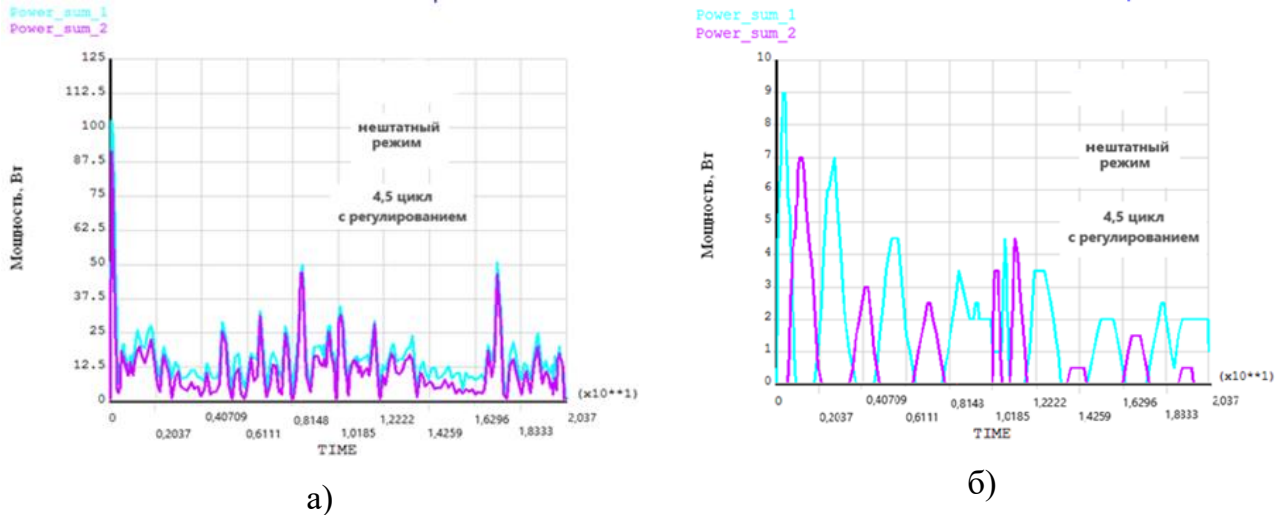 Power_sum_1
Power_sum_2
125
112.5
100
87.5
75
62.5
50
37.5
25
12.5
0
Мощность, Вт
нештатный
режим
4,5 цикл
с регулированием
(x10**1)
0
0,40709
0,8148
1,2222
1,6296
2,037
0,2037
0,6111
1,0185
1,4259
1,8333
TIME
а)
Power_sum_1
Power_sum_2
10
9
8
7
6
5
4
3
2
1
0
Мощность, Вт
нештатный
режим
4,5 цикл
с регулированием
(x10**1)
0
0,40709
0,8148
1,2222
1,6296
2,037
0,2037
0,6111
1,0185
1,4259
1,8333
TIME
б)